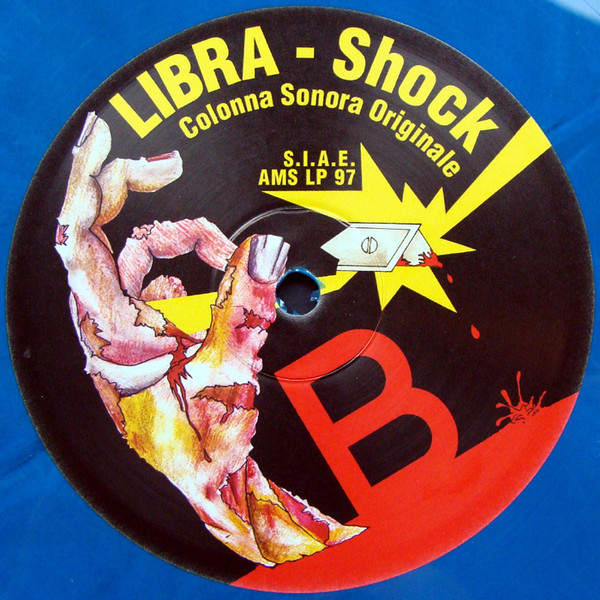 LIBRA - Shock
Colonna Sonora Originale
S.I.A.E.
AMS LP 97
B